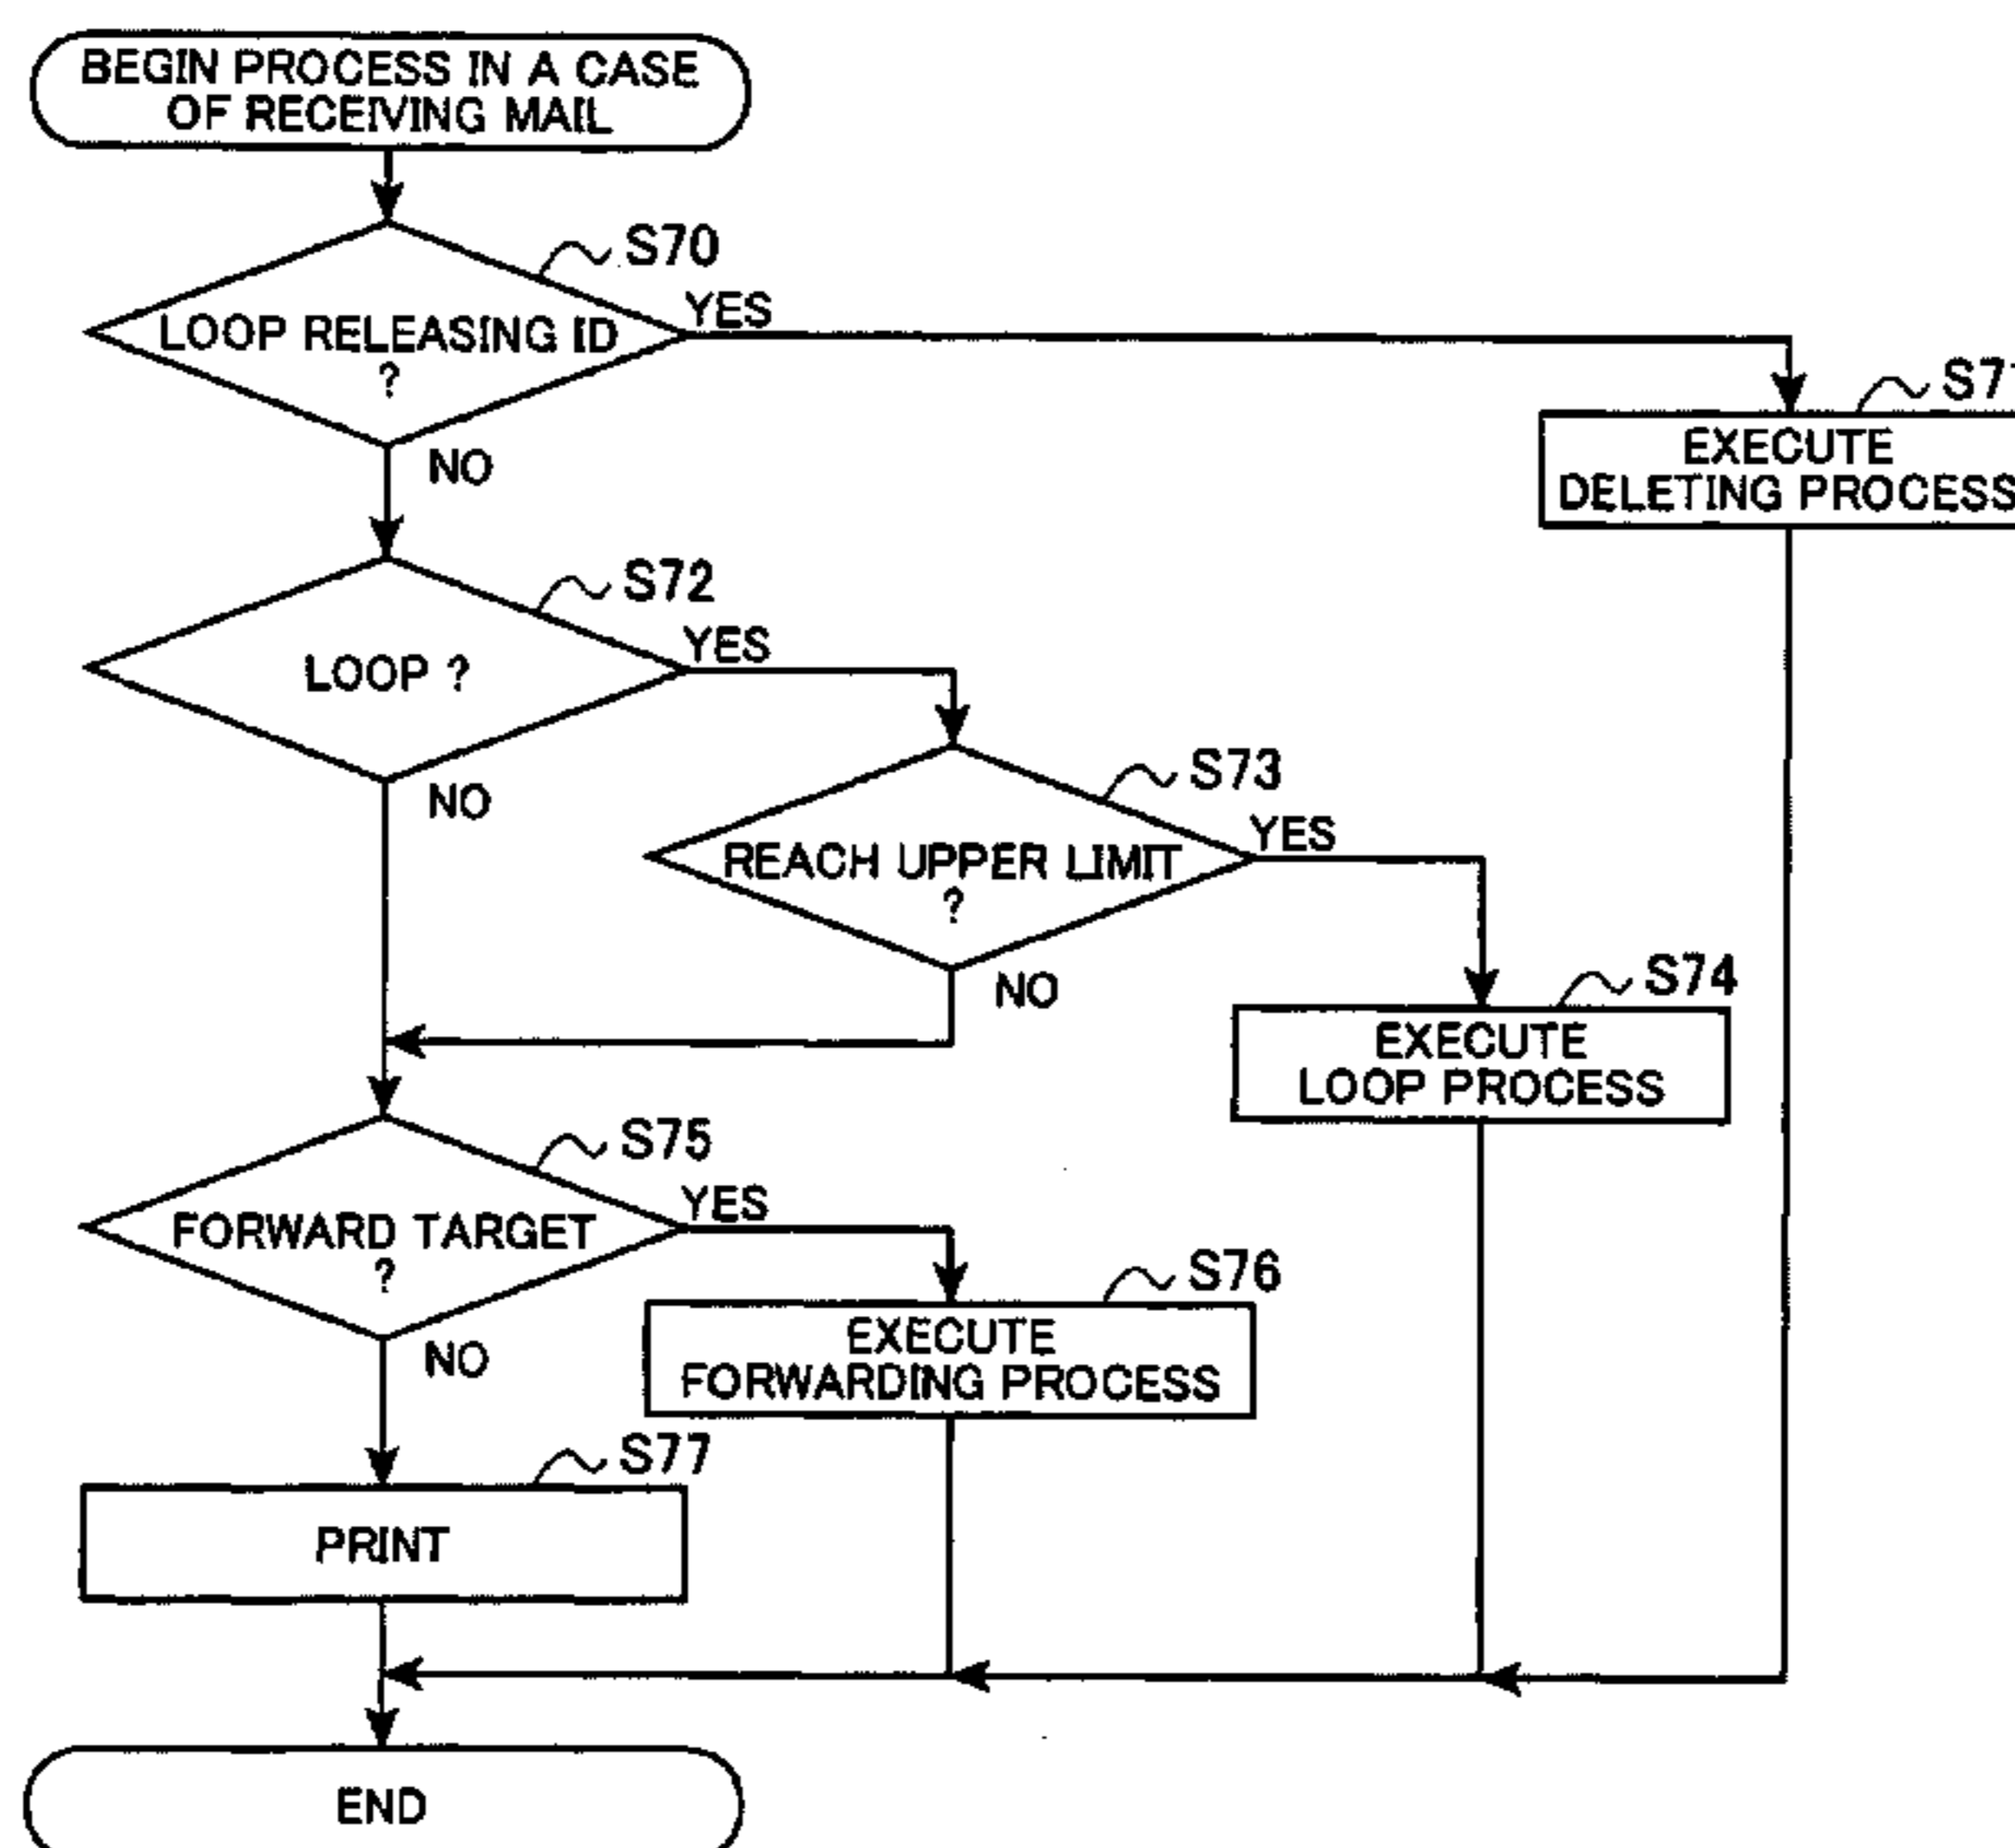 BEGIN PROCESS IN A CASE
OF RECEIVING MAIL
S70
LOOP RELEASING ID
?
YES
NO
S71
EXECUTE
DELETING PROCESS
S72
LOOP ?
YES
NO
S73
REACH UPPER LIMIT
?
YES
NO
S74
EXECUTE
LOOP PROCESS
S75
FORWARD TARGET
?
YES
NO
S76
EXECUTE
FORWARDING PROCESS
S77
PRINT
END